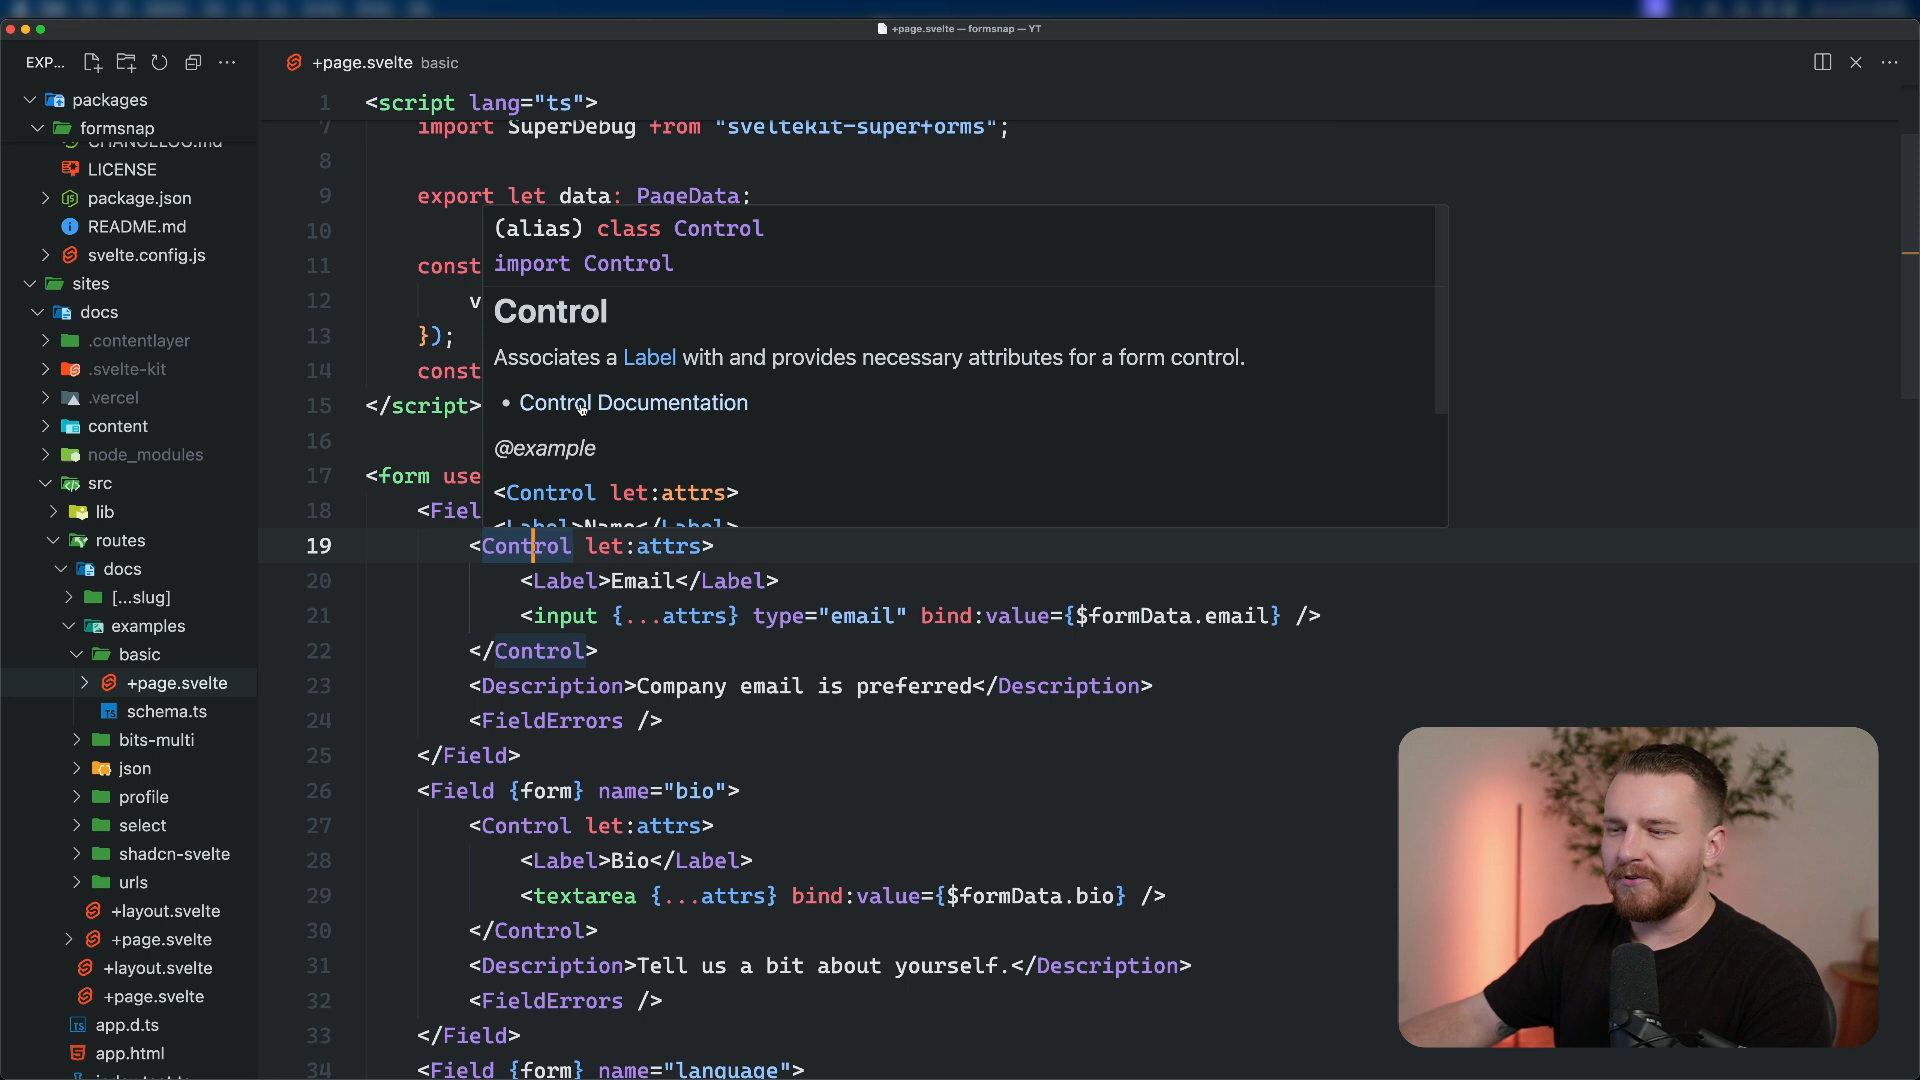 +page.svelte — formsnap — YT
EXP...
packages
formsnap
CHANGELOG.md
LICENSE
package.json
README.md
svelte.config.js
sites
docs
.contentlayer
.svelte-kit
.vercel
content
node_modules
src
lib
routes
docs
[...slug]
examples
basic
+page.svelte
schema.ts
bits-multi
json
profile
select
shadcn-svelte
urls
+layout.svelte
+page.svelte
+layout.svelte
+page.svelte
app.d.ts
app.html
+page.svelte basic
1 <script lang="ts">
7 import SuperDebug from "sveltekit-superforms";
8
9 export let data: PageData;
10
11 const
12 v
13 });
14 const
15 </script>
16
17 <form use
18 <Fiel
(alias) class Control
import Control
Control
Associates a Label with and provides necessary attributes for a form control.
• Control Documentation
@example
<Control let:attrs>
<Label>Name</Label>
19 <Control let:attrs>
20 <Label>Email</Label>
21 <input {...attrs} type="email" bind:value={$formData.email} />
22 </Control>
23 <Description>Company email is preferred</Description>
24 <FieldErrors />
25 </Field>
26 <Field {form} name="bio">
27 <Control let:attrs>
28 <Label>Bio</Label>
29 <textarea {...attrs} bind:value={$formData.bio} />
30 </Control>
31 <Description>Tell us a bit about yourself.</Description>
32 <FieldErrors />
33 </Field>
34 <Field {form} name="language">